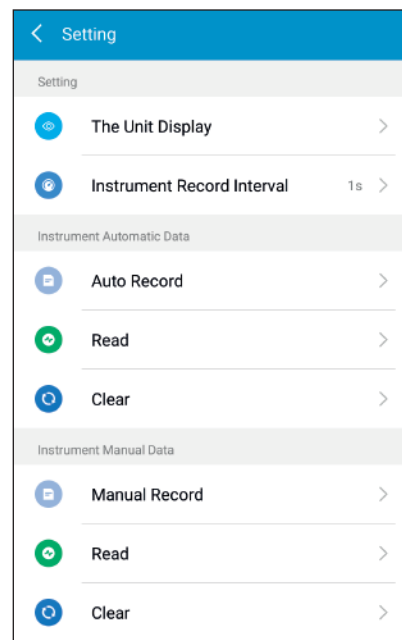 Setting
Setting
The Unit Display
Instrument Record Interval 1s
Instrument Automatic Data
Auto Record
Read
Clear
Instrument Manual Data
Manual Record
Read
Clear